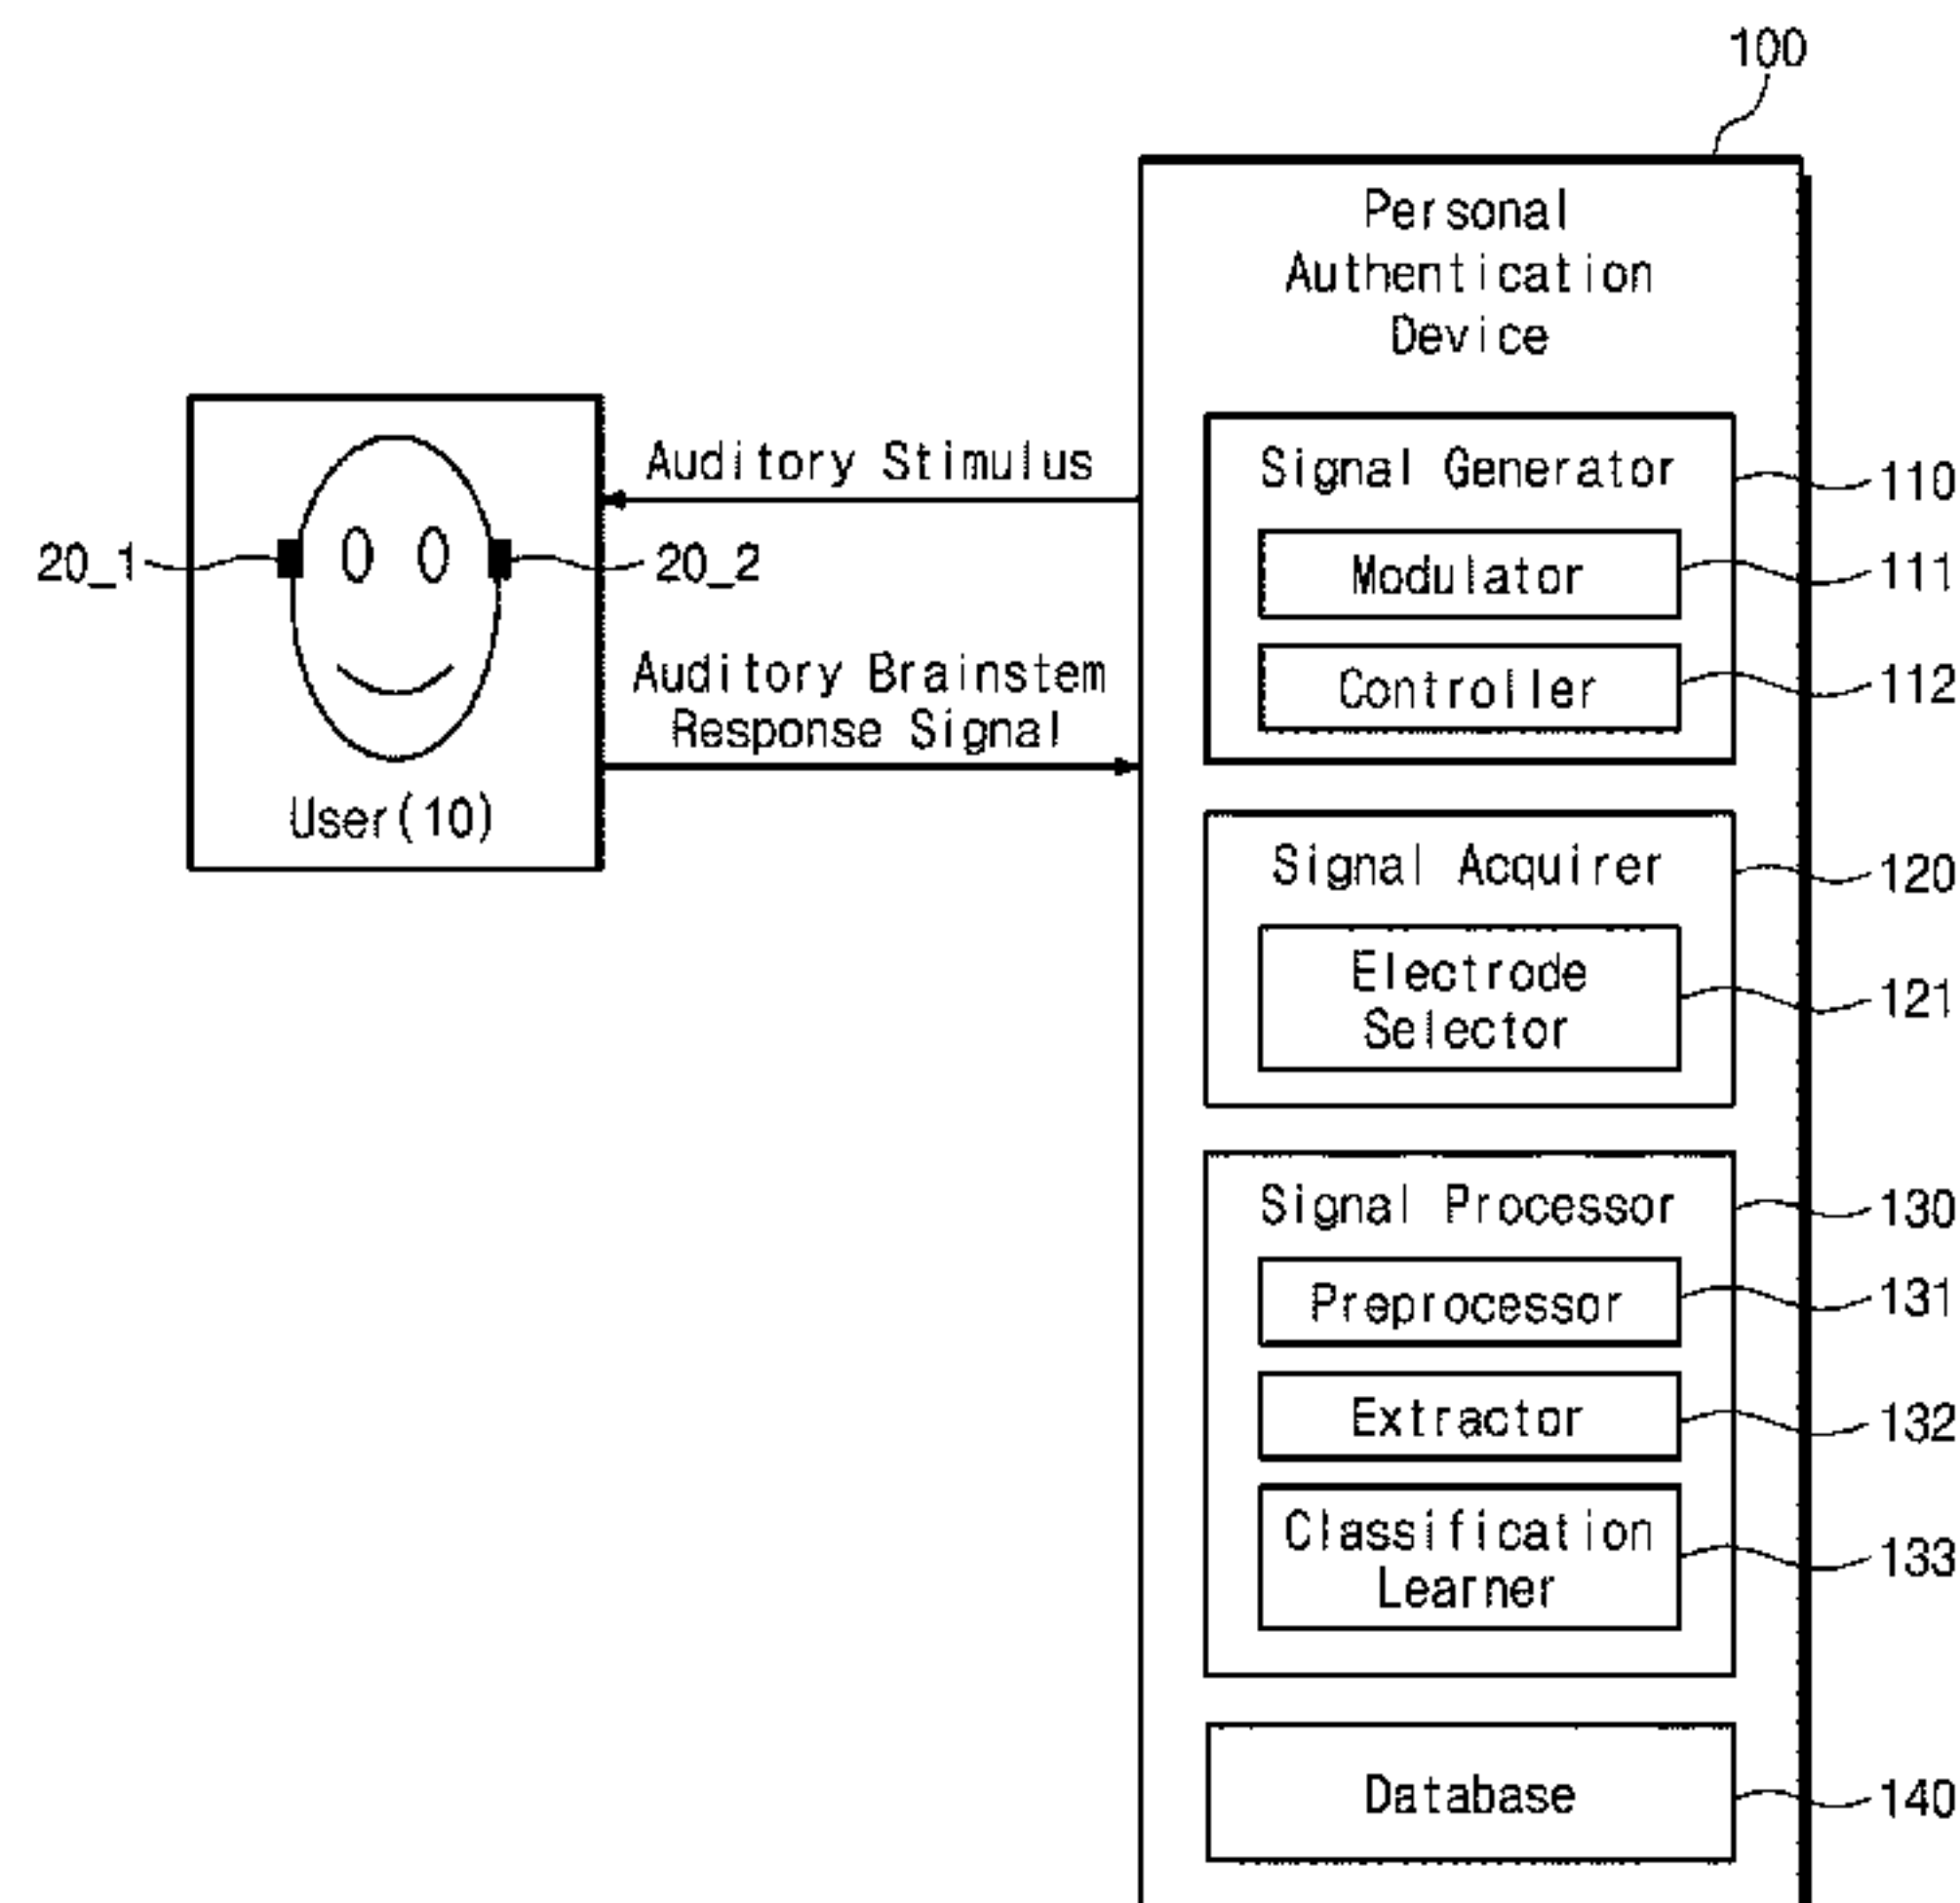 100
Personal
Authentication
Device
Signal Generator
110
Modulator
111
Controller
112
Auditory Stimulus
20_1
20_2
Auditory Brainstem
Response Signal
User(10)
Signal Acquirer
120
Electrode
Selector
121
Signal Processor
130
Preprocessor
131
Extractor
132
Classification
Learner
133
Database
140